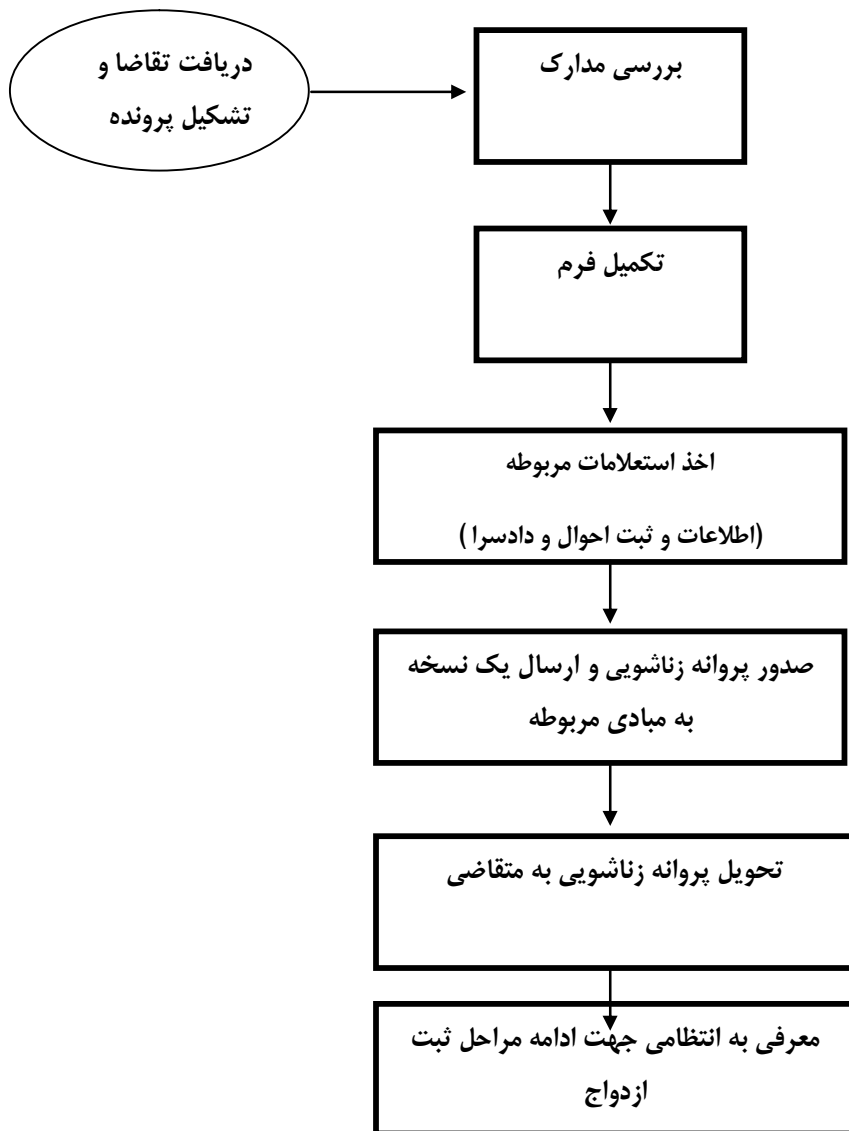 دریافت تقاضا و
تشکیل پرونده
بررسی مدارک
تکمیل فرم
اخذ استعلامات مربوطه
(اطلاعات و ثبت احوال و دادسرا )
صدور پروانه زناشویی و ارسال یک نسخه
به مبادی مربوطه
تحویل پروانه زناشویی به متقاضی
معرفی به انتظامی جهت ادامه مراحل ثبت
ازدواج